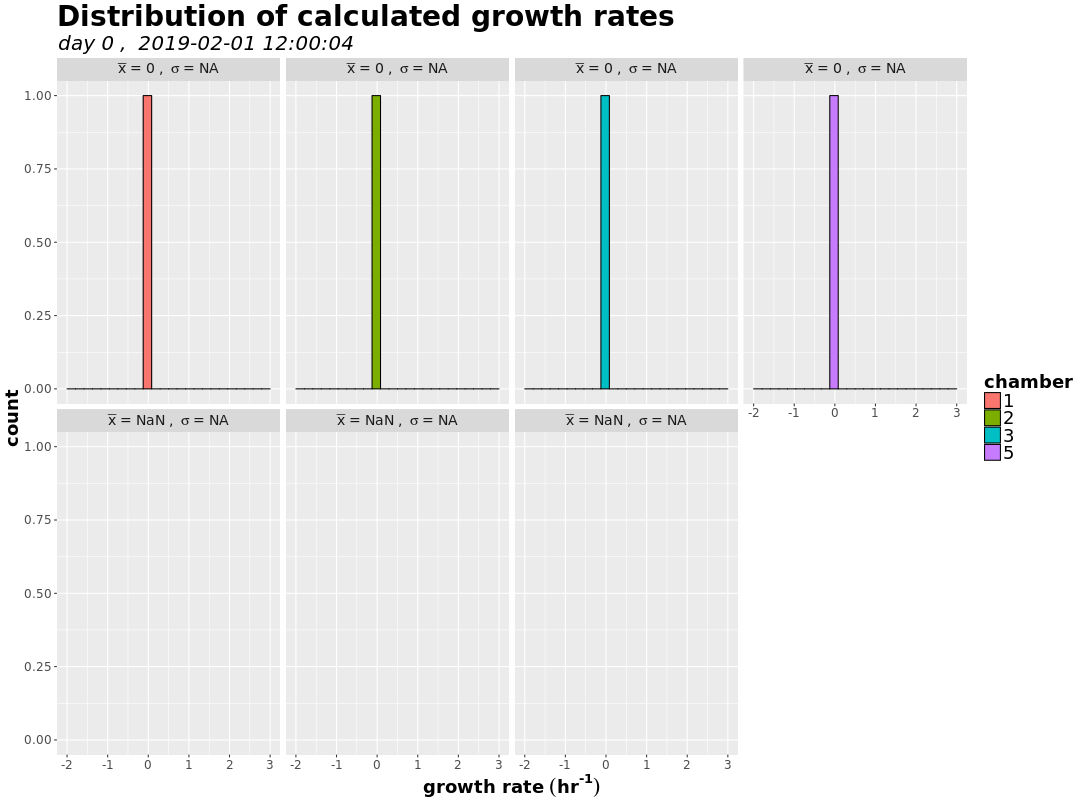 Distribution of calculated growth rates
day 0 ,  2019-02-01 12:00:04
x̅ = 0 ,  σ = NA
x̅ = 0 ,  σ = NA
x̅ = 0 ,  σ = NA
x̅ = 0 ,  σ = NA
1.00
0.75
0.50
0.25
0.00
-2 -1 0 1 2 3
x̅ = NaN ,  σ = NA
x̅ = NaN ,  σ = NA
x̅ = NaN ,  σ = NA
1.00
0.75
0.50
0.25
0.00
-2 -1 0 1 2 3
-2 -1 0 1 2 3
-2 -1 0 1 2 3
count
growth rate (hr⁻¹)
chamber
1
2
3
5